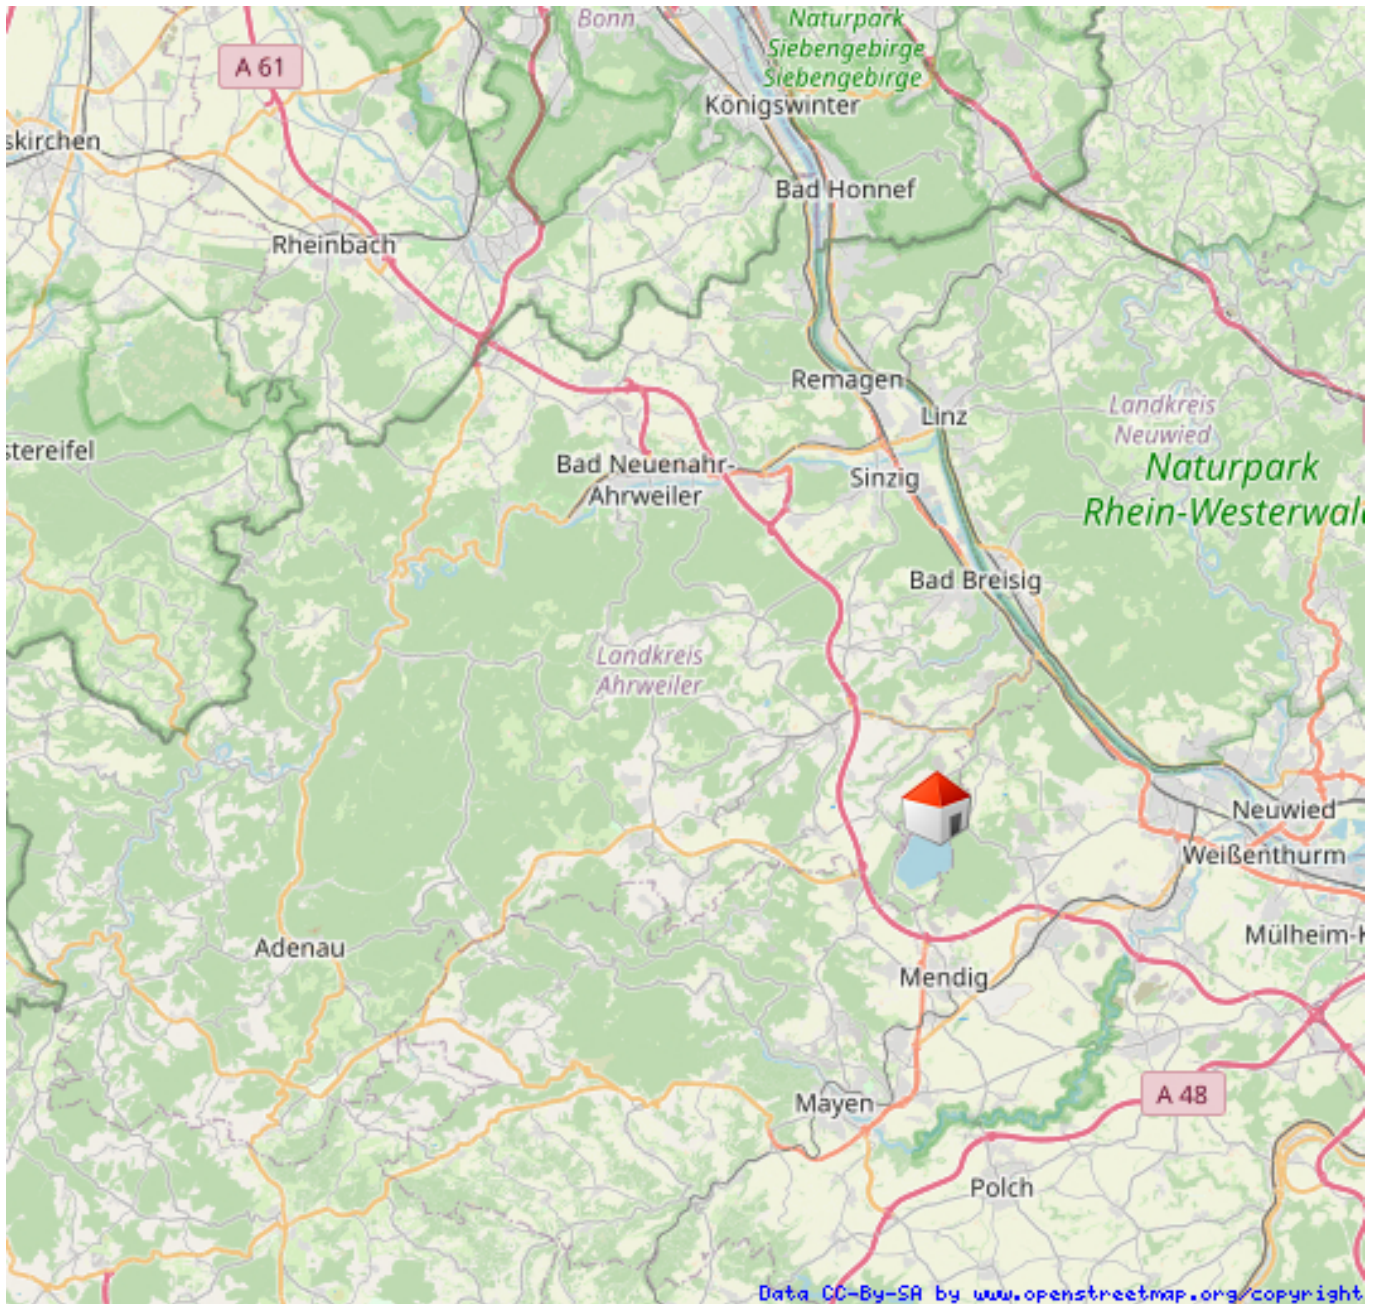 Bonn
Naturpark
Siebengebirge
Siebengebirge
A 61
Königswinter
skirchen
Bad Honnef
Rheinbach
Remagen
Linz
Landkreis
Neuwied
stereifel
Bad Neuenahr-
Ahrweiler
Sinzig
Naturpark
Rhein-Westerwald
Bad Breisig
Landkreis
Ahrweiler
Neuwied
Weißenthurm
Adenau
Mülheim-K
Mendig
A 48
Mayen
Polch
Data CC-By-SA by www.openstreetmap.org/copyright